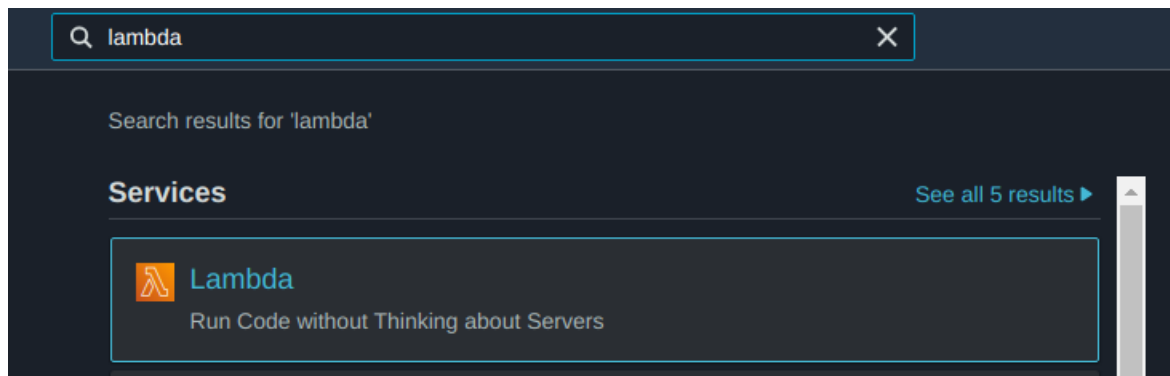 lambda
Search results for 'lambda'
Services
See all 5 results
Lambda
Run Code without Thinking about Servers